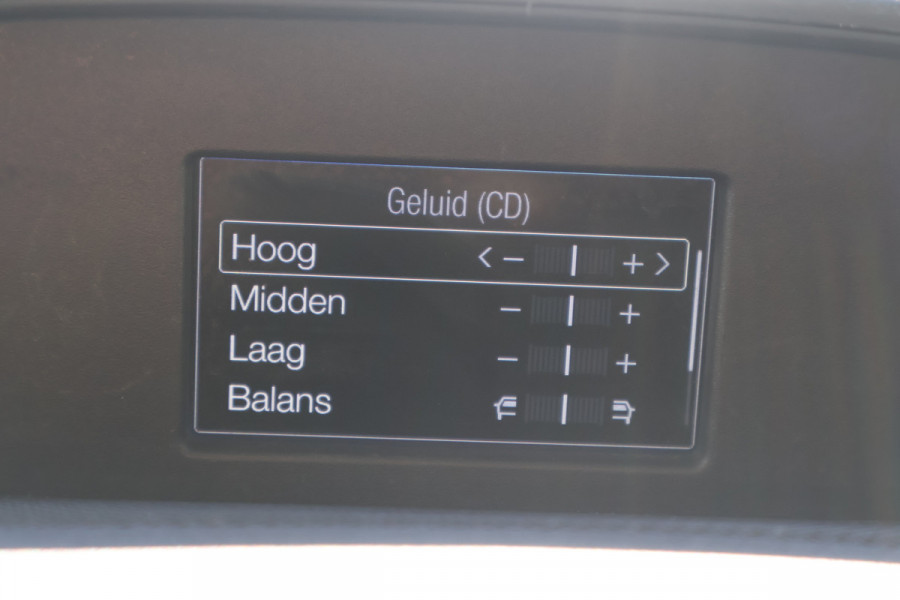 Geluid (CD)
Hoog < − + >
Midden − +
Laag − +
Balans